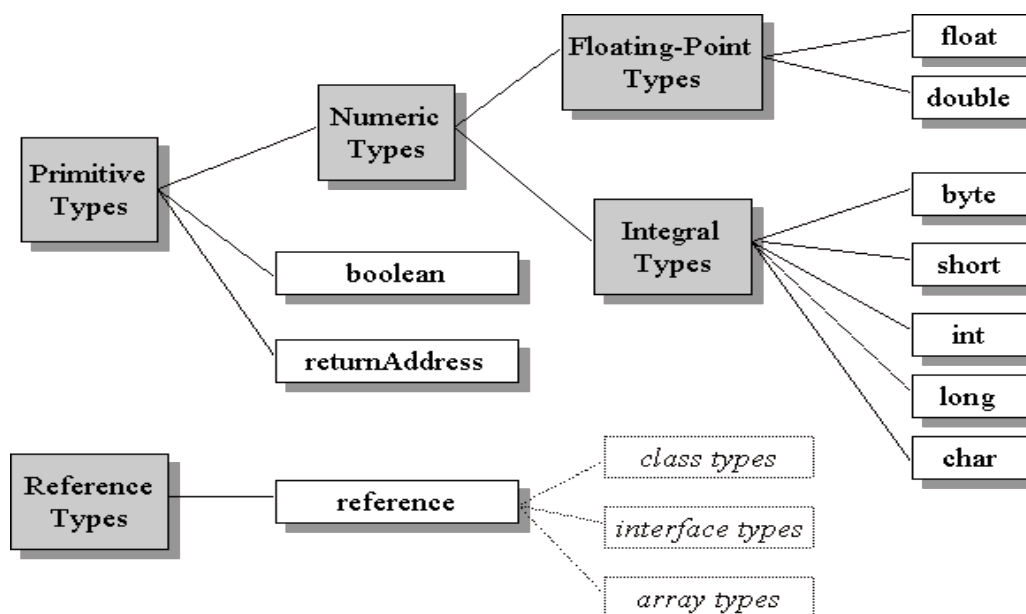 Primitive
Types
Numeric
Types
Floating-Point
Types
float
double
Integral
Types
byte
short
int
long
char
boolean
returnAddress
Reference
Types
reference
class types
interface types
array types